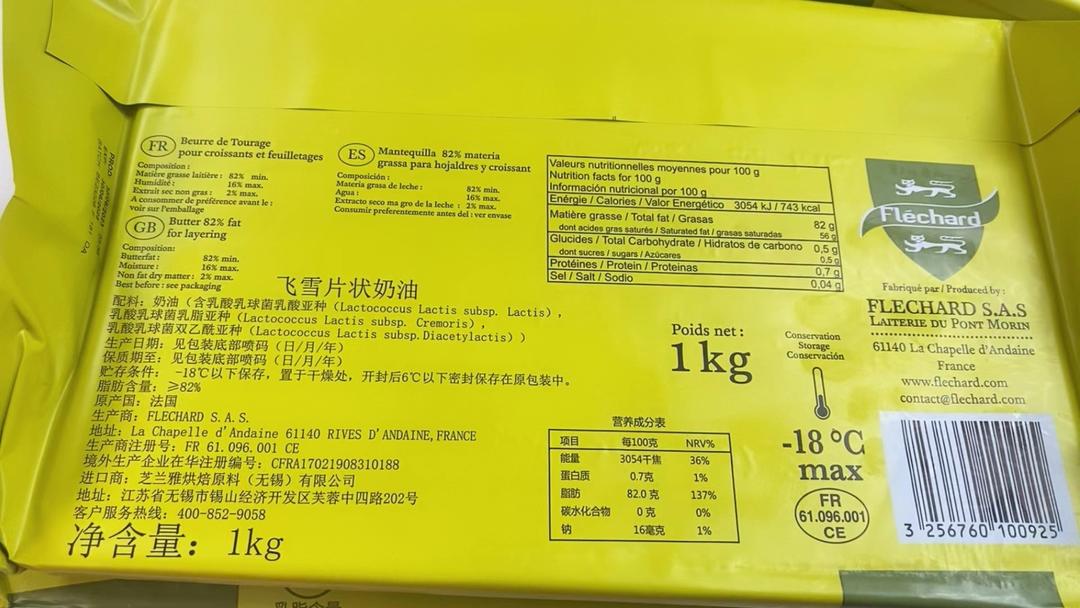 FR Beurre de Tourage
pour croissants et feuilletages
Composition :
Matière grasse laitière : 82% min.
Humidité : 16% max.
Extrait sec non gras : 2% max.
A consommer de préférence avant le :
voir sur l'emballage
GB Butter 82% fat
for layering
Composition:
Butterfat : 82% min.
Moisture : 16% max.
Non fat dry matter : 2% max.
Best before : see packaging
ES Mantequilla 82% materia
grassa para hojaldres y croissant
Composición :
Materia grasa de leche : 82% min.
Agua : 16% max.
Extracto seco ma gro de la leche : 2% max.
Consumir preferentemente antes del : ver envase
Valeurs nutritionnelles moyennes pour 100 g
Nutrition facts for 100 g
Información nutricional por 100 g
Enérgie / Calories / Valor Energético 3054 kJ / 743 kcal
Matière grasse / Total fat / Grasas 82 g
dont acides gras saturés / Saturated fat / grasas saturadas 56 g
Glucides / Total Carbohydrate / Hidratos de carbono 0,5 g
dont sucres / sugars / Azúcares 0,5 g
Protéines / Protein / Proteinas 0,7 g
Sel / Salt / Sodio 0,04 g
Fléchard
Fabriqué par / Produced by :
FLECHARD S.A.S
LAITERIE DU PONT MORIN
61140 La Chapelle d'Andaine
France
www.flechard.com
contact@flechard.com
飞雪片状奶油
配料：奶油（含乳酸乳球菌乳酸亚种（Lactococcus Lactis subsp. Lactis），
乳酸乳球菌乳脂亚种（Lactococcus Lactis subsp. Cremoris），
乳酸乳球菌双乙酰亚种（Lactococcus Lactis subsp. Diacetylactis））
生产日期：见包装底部喷码（日/月/年）
保质期至：见包装底部喷码（日/月/年）
贮存条件： -18℃以下保存，置于干燥处，开封后6℃以下密封保存在原包装中。
脂肪含量：≥82%
原产国：法国
生产商：FLECHARD S.A.S.
地址：La Chapelle d'Andaine 61140 RIVES D'ANDAINE, FRANCE
生产商注册号：FR 61.096.001 CE
境外生产企业在华注册编号：CFRA17021908310188
进口商：芝兰雅烘焙原料（无锡）有限公司
地址：江苏省无锡市锡山经济开发区芙蓉中四路202号
客户服务热线：400-852-9058
净含量：1kg
Poids net :
1 kg
Conservation
Storage
Conservación
-18 °C
max
FR
61.096.001
CE
营养成分表
项目 每100克 NRV%
能量 3054千焦 36%
蛋白质 0.7克 1%
脂肪 82.0 克 137%
碳水化合物 0 克 0%
钠 16毫克 1%
3 256760 100925